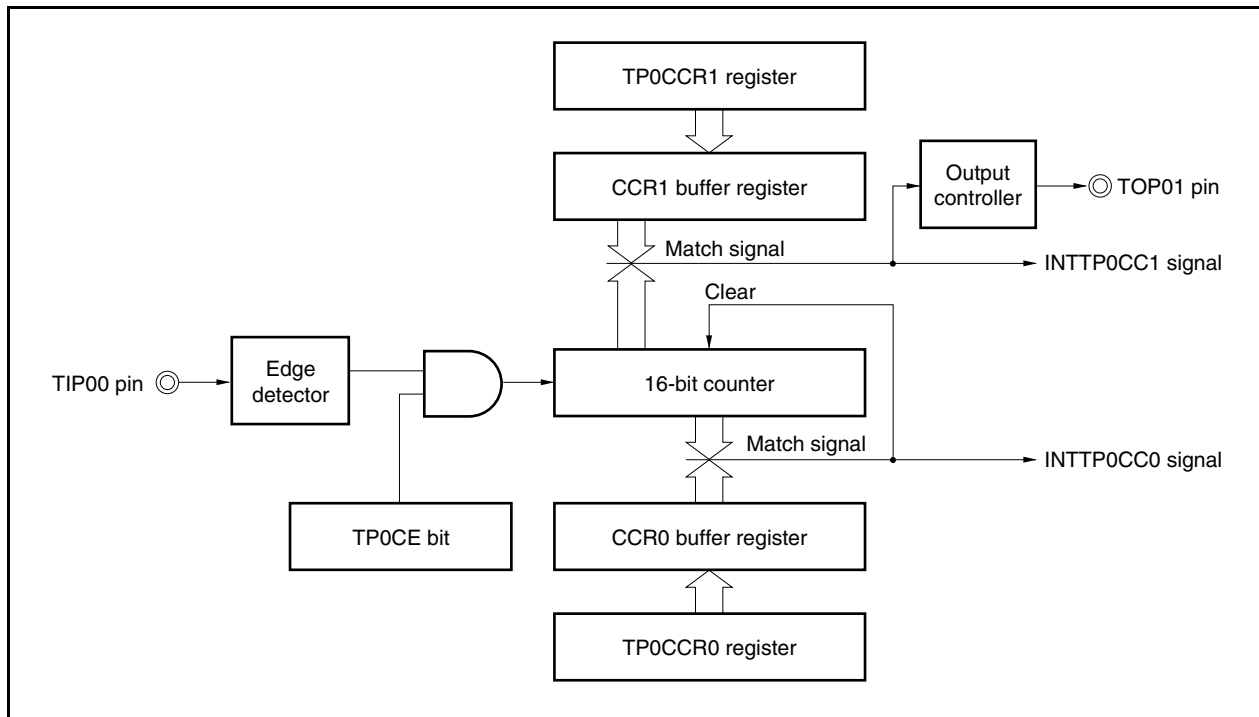 TP0CCR1 register
CCR1 buffer register
Output
controller
TOP01 pin
Match signal
INTTP0CC1 signal
Clear
TIP00 pin
Edge
detector
16-bit counter
Match signal
INTTP0CC0 signal
TP0CE bit
CCR0 buffer register
TP0CCR0 register